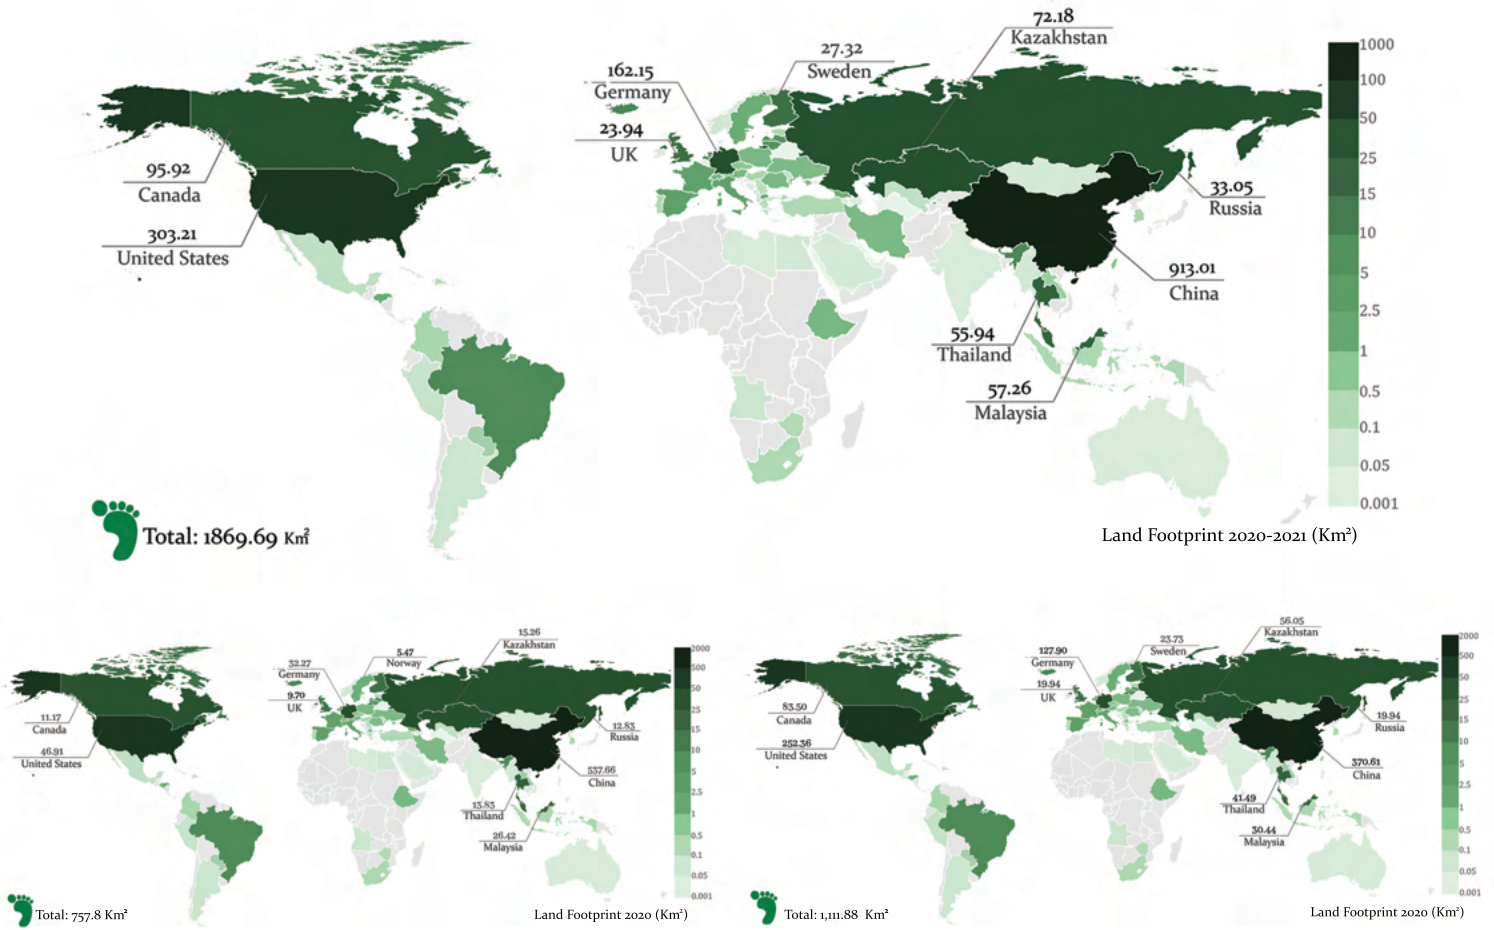 72.18
Kazakhstan
27.32
Sweden
162.15
Germany
23.94
UK
95.92
Canada
303.21
United States
33.05
Russia
913.01
China
55.94
Thailand
57.26
Malaysia
1000
100
50
25
15
10
5
2.5
1
0.5
0.1
0.05
0.001
Total: 1869.69 Km²
Land Footprint 2020-2021 (Km²)
15.26
Kazakhstan
5.47
Norway
32.27
Germany
9.70
UK
11.17
Canada
46.91
United States
12.83
Russia
537.66
China
13.83
Thailand
26.42
Malaysia
2000
500
50
25
15
10
5
2.5
1
0.5
0.1
0.05
0.001
Total: 757.8 Km²
Land Footprint 2020 (Km²)
56.05
Kazakhstan
23.73
Sweden
127.90
Germany
19.94
UK
83.50
Canada
252.36
United States
19.94
Russia
370.61
China
41.49
Thailand
30.44
Malaysia
2000
500
50
25
15
10
5
2.5
1
0.5
0.1
0.05
0.001
Total: 1,111.88 Km²
Land Footprint 2020 (Km²)